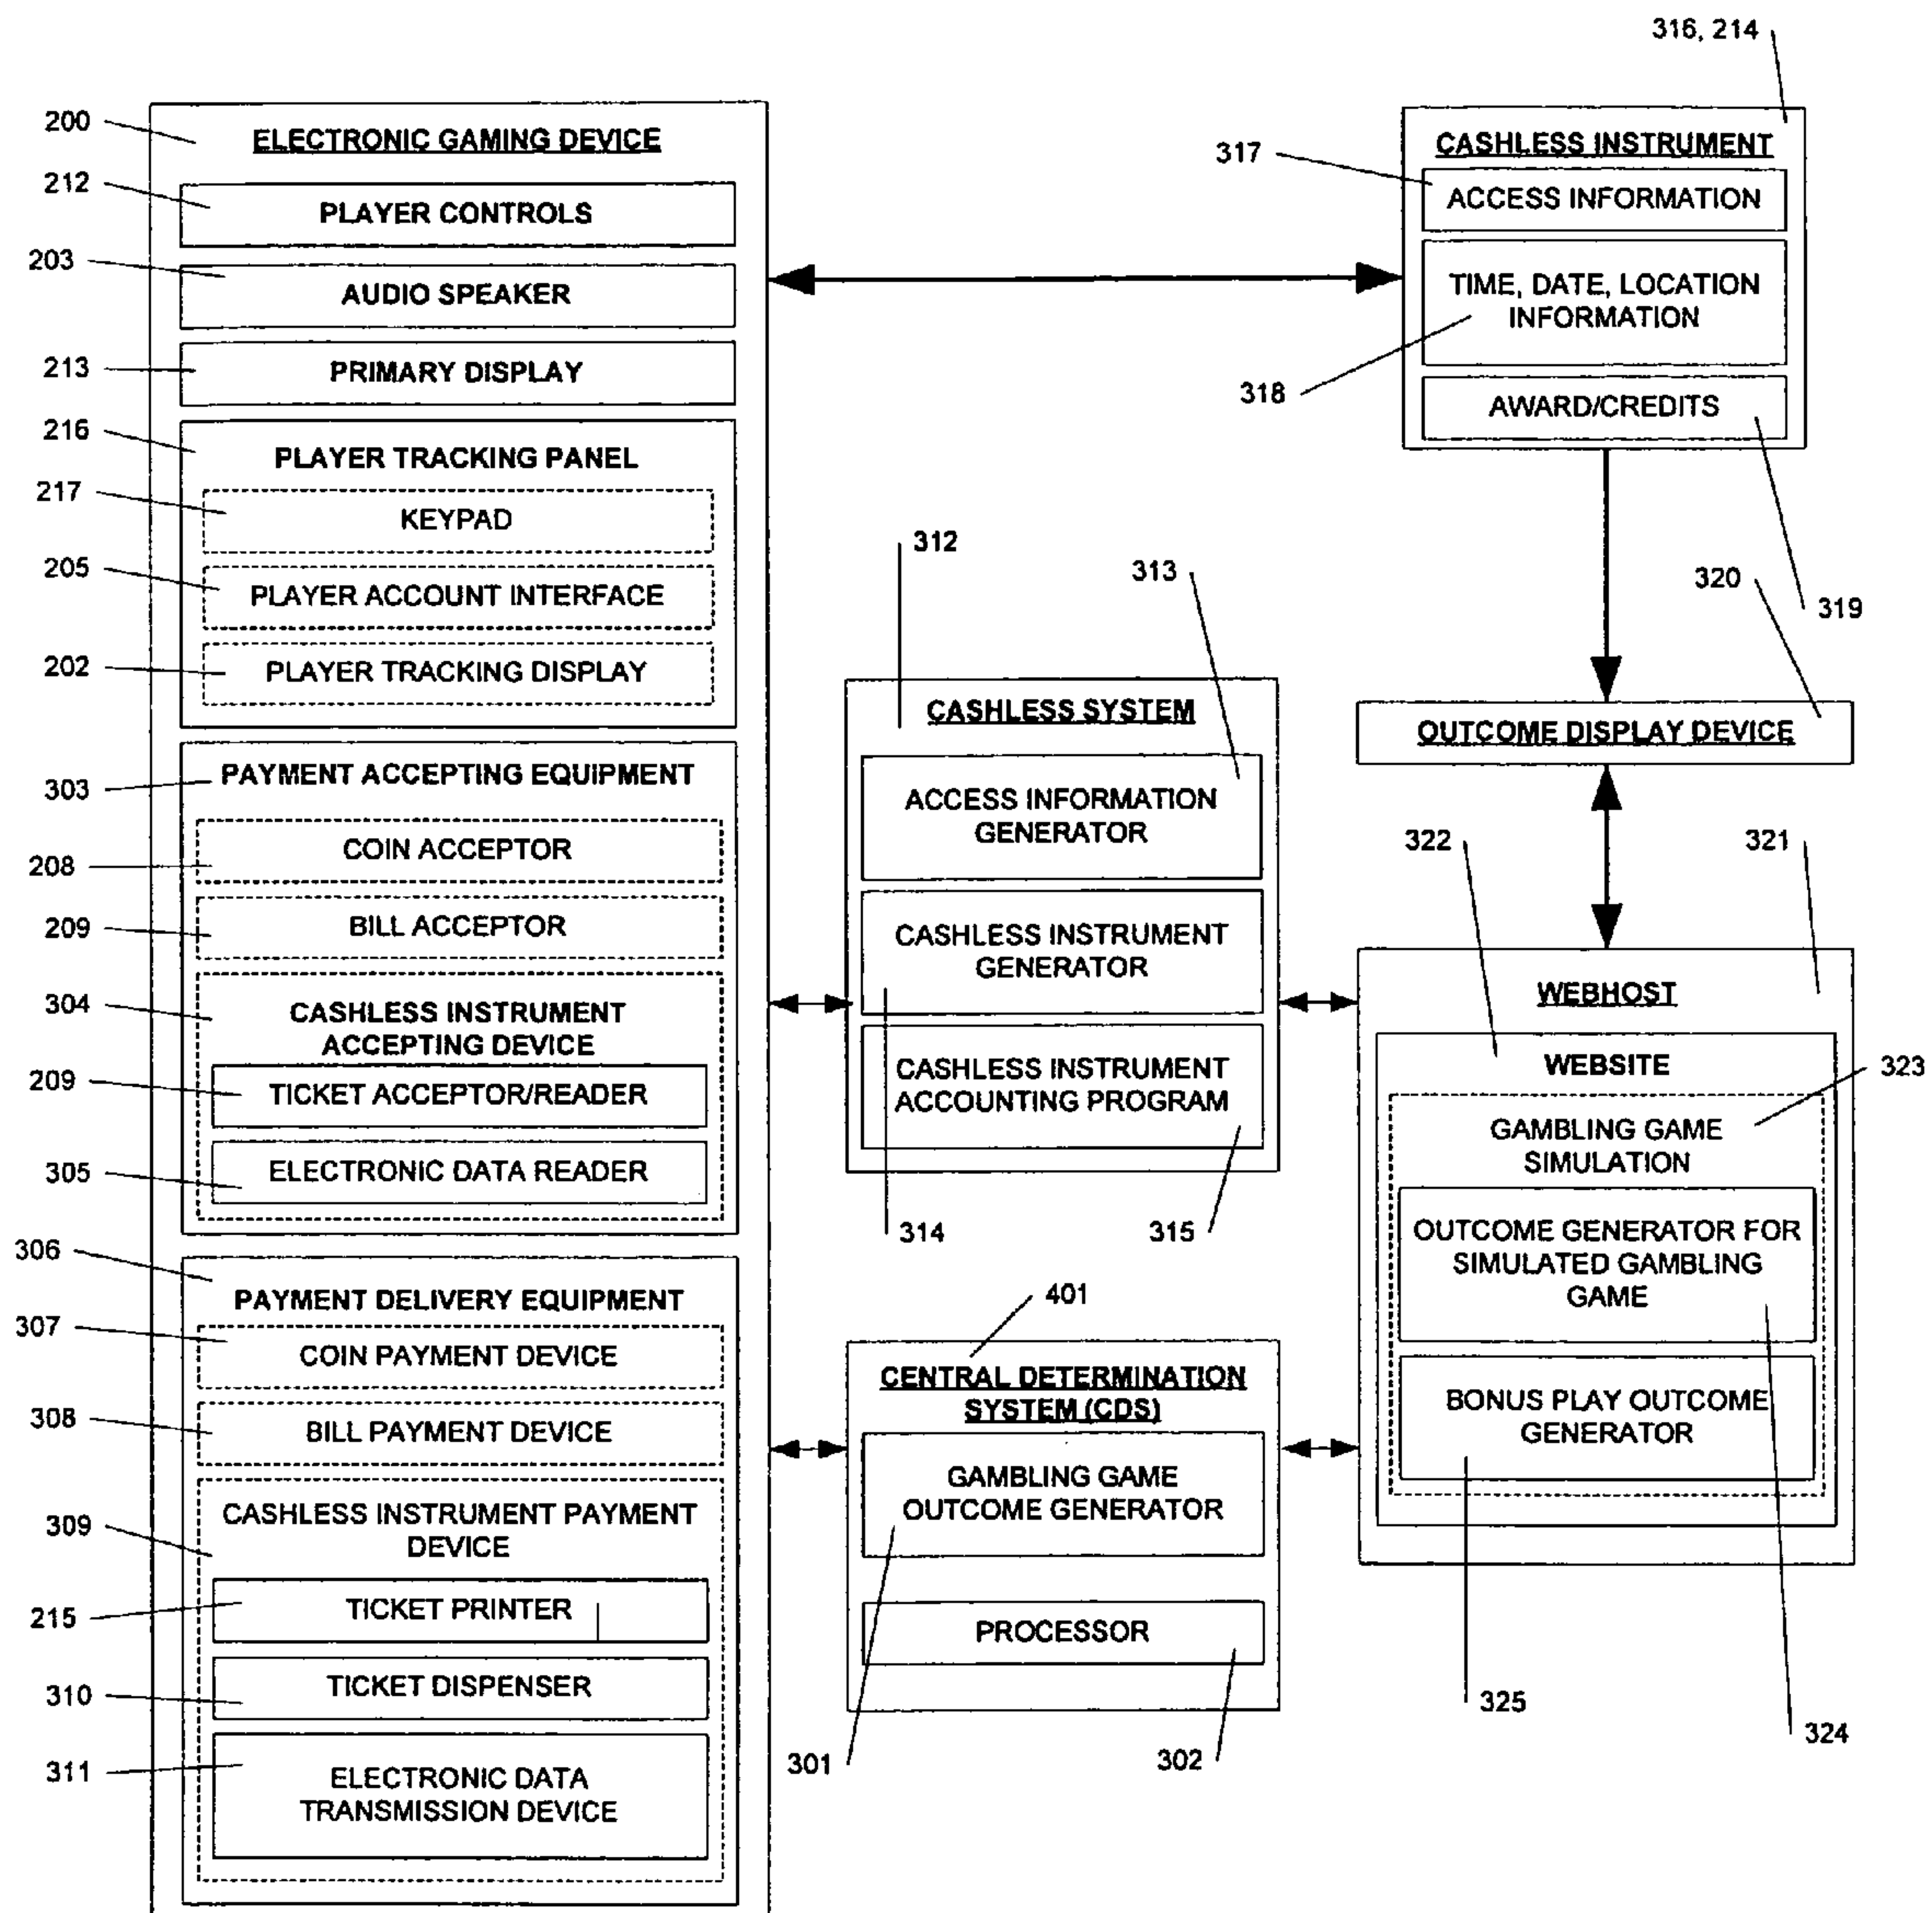 316, 214
200
ELECTRONIC GAMING DEVICE
212
PLAYER CONTROLS
203
AUDIO SPEAKER
213
PRIMARY DISPLAY
216
PLAYER TRACKING PANEL
217
KEYPAD
205
PLAYER ACCOUNT INTERFACE
202
PLAYER TRACKING DISPLAY
303
PAYMENT ACCEPTING EQUIPMENT
208
COIN ACCEPTOR
209
BILL ACCEPTOR
304
CASHLESS INSTRUMENT
ACCEPTING DEVICE
209
TICKET ACCEPTOR/READER
305
ELECTRONIC DATA READER
306
PAYMENT DELIVERY EQUIPMENT
307
COIN PAYMENT DEVICE
308
BILL PAYMENT DEVICE
309
CASHLESS INSTRUMENT PAYMENT
DEVICE
215
TICKET PRINTER
310
TICKET DISPENSER
311
ELECTRONIC DATA
TRANSMISSION DEVICE
312
CASHLESS SYSTEM
313
ACCESS INFORMATION
GENERATOR
CASHLESS INSTRUMENT
GENERATOR
CASHLESS INSTRUMENT
ACCOUNTING PROGRAM
314
315
401
CENTRAL DETERMINATION
SYSTEM (CDS)
GAMBLING GAME
OUTCOME GENERATOR
PROCESSOR
301
302
CASHLESS INSTRUMENT
317
ACCESS INFORMATION
TIME, DATE, LOCATION
INFORMATION
318
AWARD/CREDITS
319
320
OUTCOME DISPLAY DEVICE
321
322
WEBHOST
WEBSITE
323
GAMBLING GAME
SIMULATION
OUTCOME GENERATOR FOR
SIMULATED GAMBLING
GAME
BONUS PLAY OUTCOME
GENERATOR
325
324